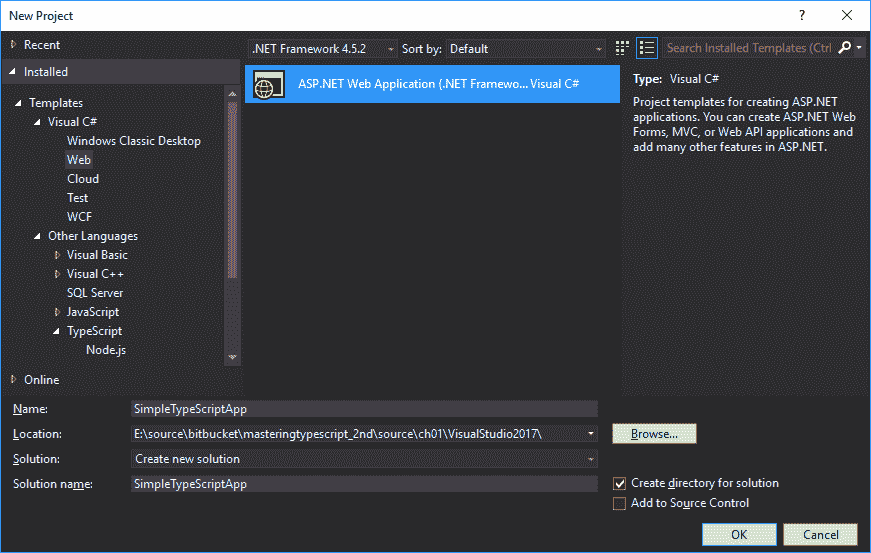 New Project
?
Recent
.NET Framework 4.5.2
Sort by:
Default
Search Installed Templates (Ctrl
Installed
Templates
Visual C#
Windows Classic Desktop
Web
Cloud
Test
WCF
Other Languages
Visual Basic
Visual C++
SQL Server
JavaScript
TypeScript
Node.js
Online
ASP.NET Web Application (.NET Framewo... Visual C#
Type: Visual C#
Project templates for creating ASP.NET
applications. You can create ASP.NET Web
Forms, MVC, or Web API applications and
add many other features in ASP.NET.
Name: SimpleTypeScriptApp
Location: E:\source\bitbucket\masteringtypescript_2nd\source\ch01\VisualStudio2017\
Browse...
Solution: Create new solution
Solution name: SimpleTypeScriptApp
Create directory for solution
Add to Source Control
OK
Cancel